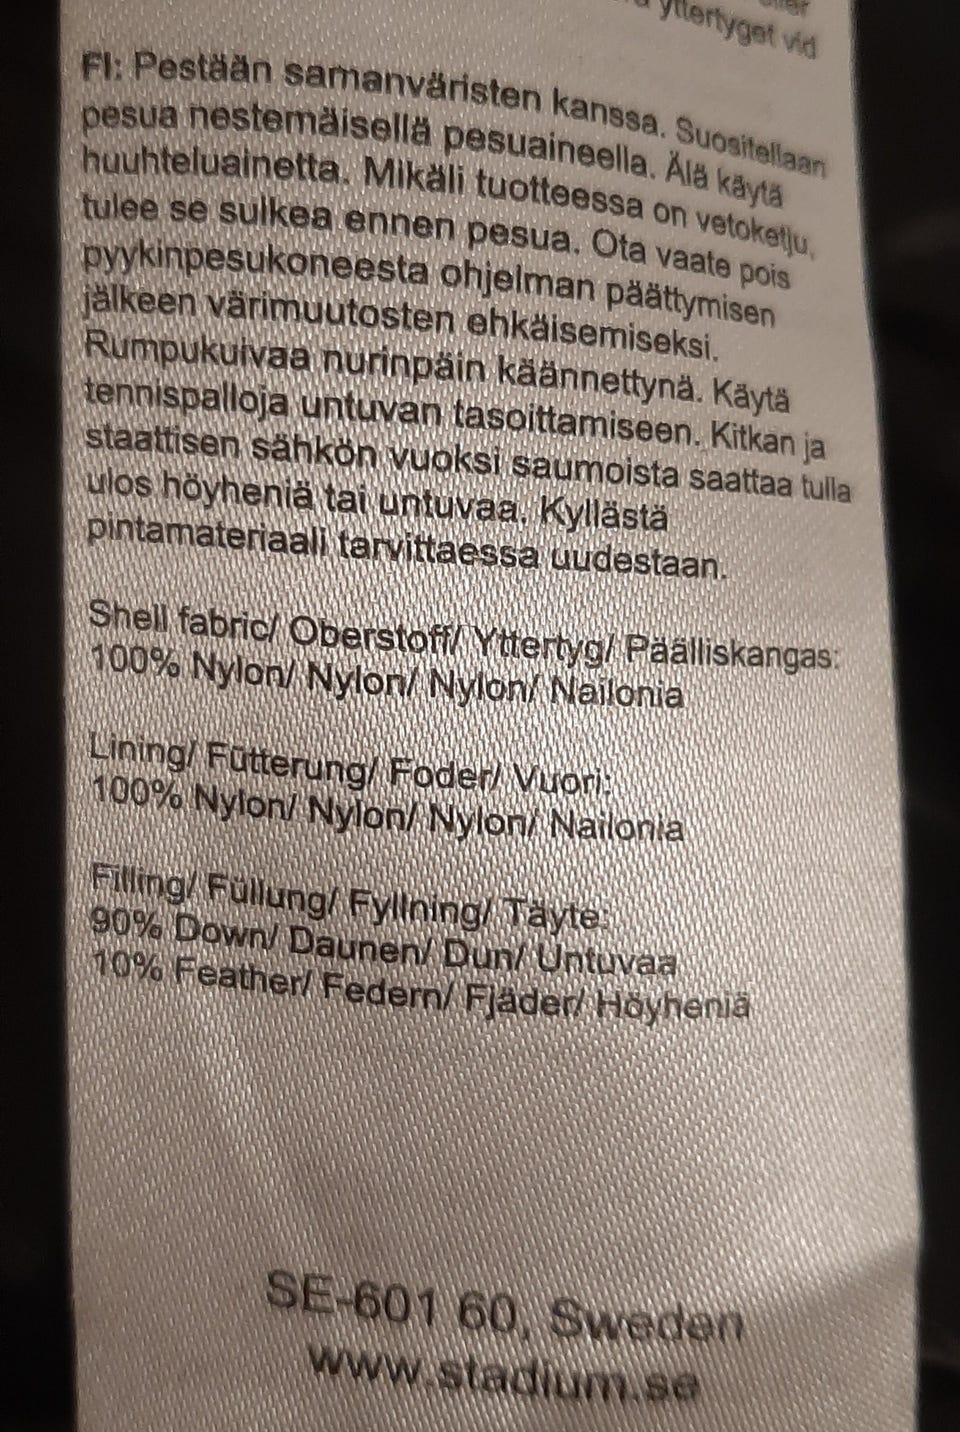 yttertyget vid
FI: Pestään samanväristen kanssa. Suositellaan
pesua nestemäisellä pesuaineella. Älä käytä
huuhteluainetta. Mikäli tuotteessa on vetoketju,
tulee se sulkea ennen pesua. Ota vaate pois
pyykinpesukoneesta ohjelman päättymisen
jälkeen värimuutosten ehkäisemiseksi.
Rumpukuivaa nurinpäin käännettynä. Käytä
tennispalloja untuvan tasoittamiseen. Kitkan ja
staattisen sähkön vuoksi saumoista saattaa tulla
ulos höyheniä tai untuvaa. Kyllästä
pintamateriaali tarvittaessa uudestaan.
Shell fabric/ Oberstoff/ Yttertyg/ Päälliskangas:
100% Nylon/ Nylon/ Nylon/ Nailonia
Lining/ Fütterung/ Foder/ Vuori:
100% Nylon/ Nylon/ Nylon/ Nailonia
Filling/ Füllung/ Fyllning/ Täyte:
90% Down/ Daunen/ Dun/ Untuvaa
10% Feather/ Federn/ Fjäder/ Höyheniä
SE-601 60, Sweden
www.stadium.se